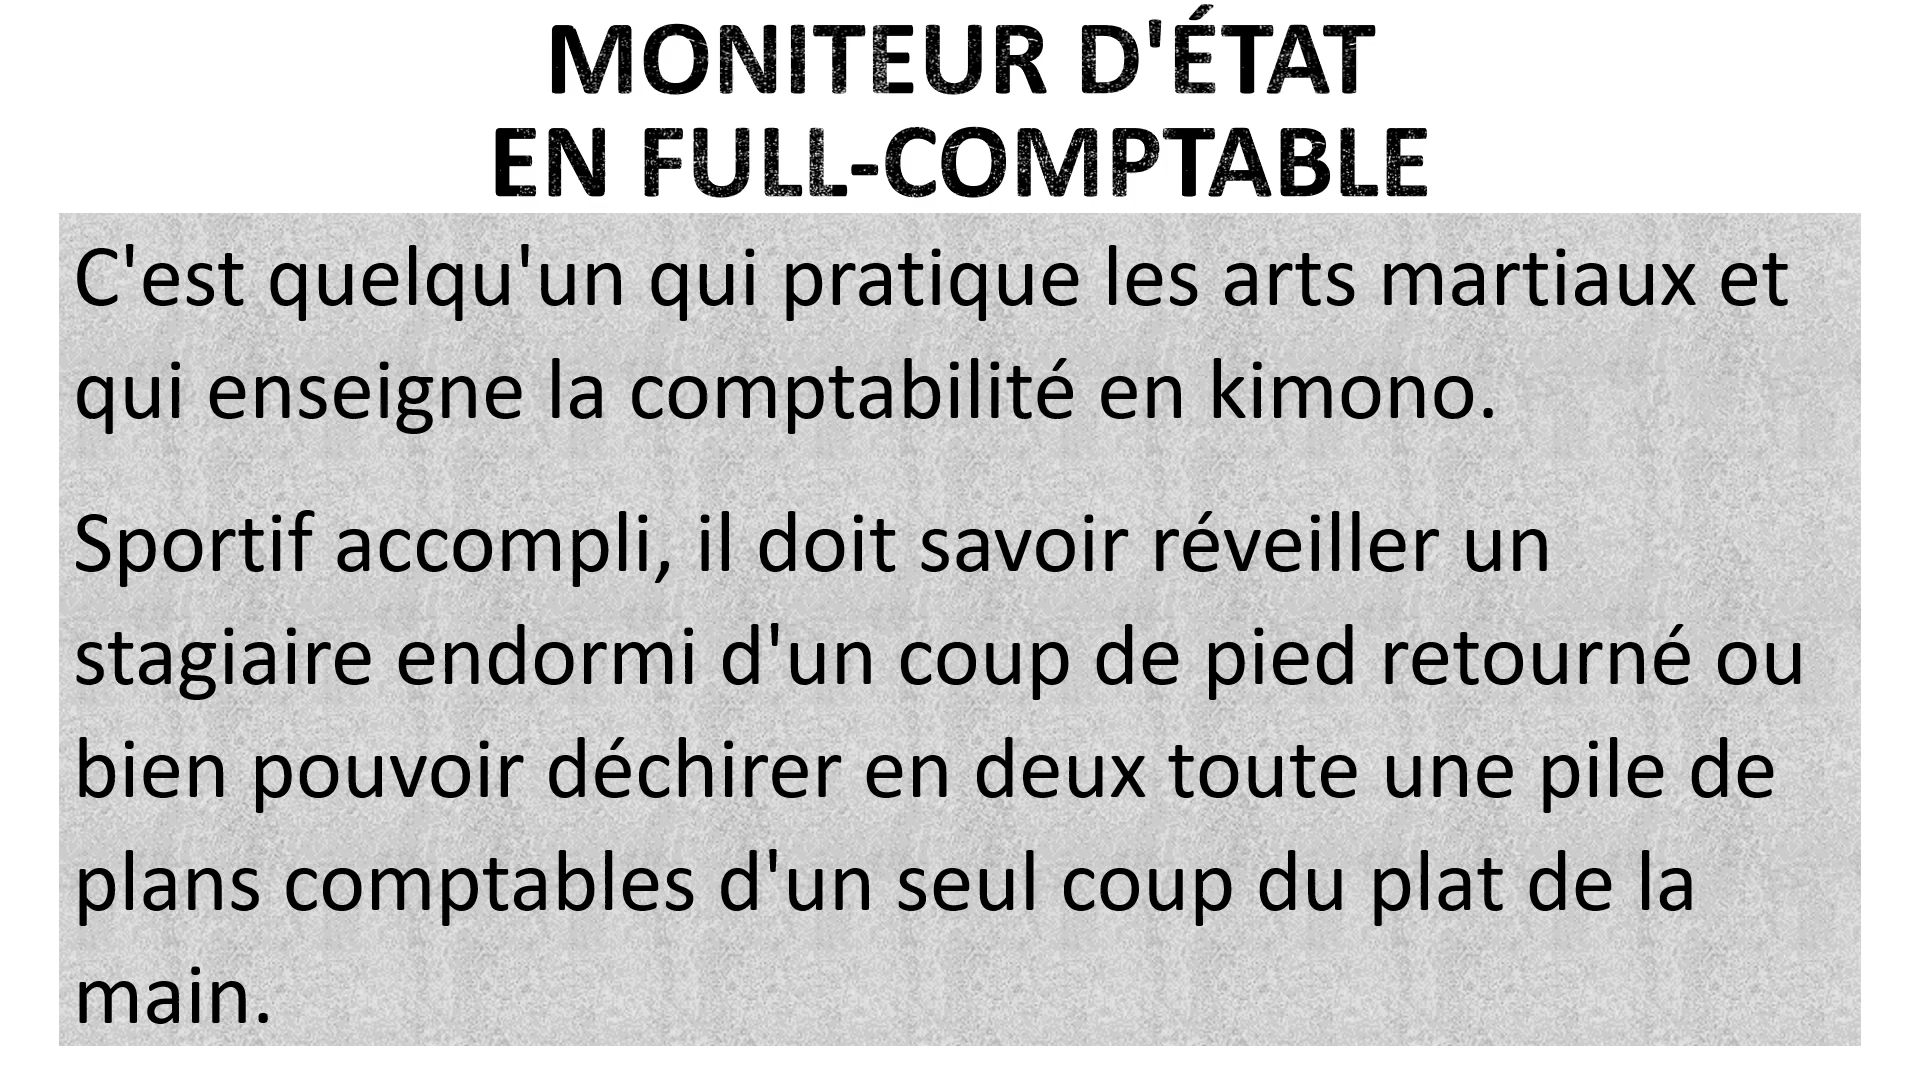 MONITEUR D'ÉTAT
EN FULL-COMPTABLE
C'est quelqu'un qui pratique les arts martiaux et
qui enseigne la comptabilité en kimono.
Sportif accompli, il doit savoir réveiller un
stagiaire endormi d'un coup de pied retourné ou
bien pouvoir déchirer en deux toute une pile de
plans comptables d'un seul coup du plat de la
main.